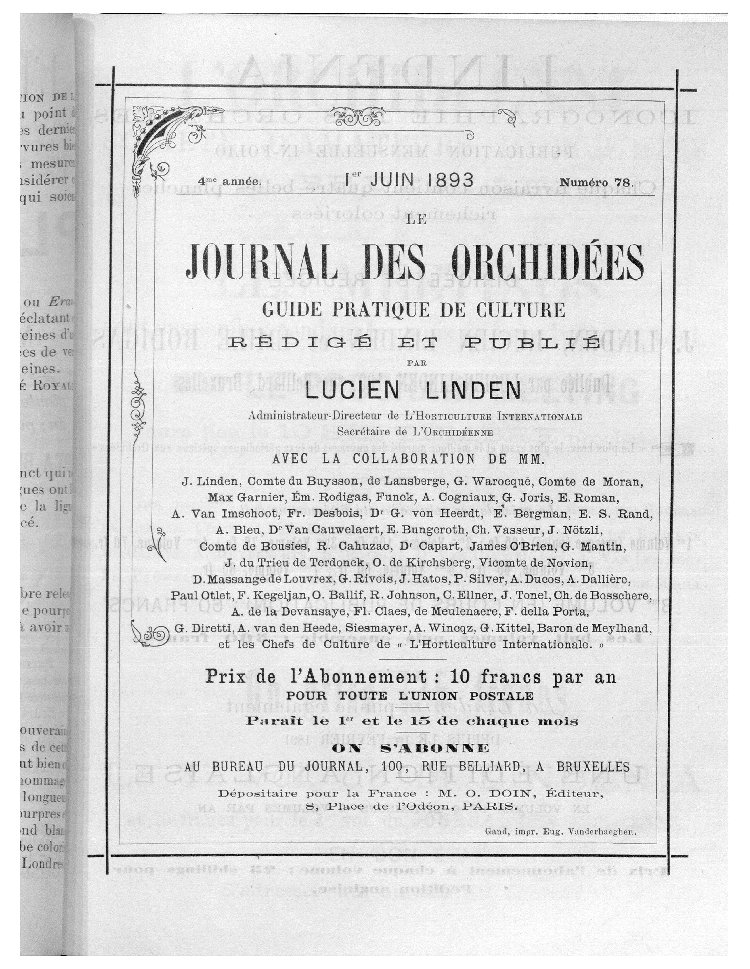 4me année.
1er JUIN 1893
Numéro 78.
LE
JOURNAL DES ORCHIDÉES
GUIDE PRATIQUE DE CULTURE
RÉDIGÉ ET PUBLIÉ
PAR
LUCIEN LINDEN
Administrateur-Directeur de L'HORTICULTURE INTERNATIONALE
Secrétaire de L'ORCHIDÉENNE
AVEC LA COLLABORATION DE MM.
J. Linden, Comte du Buysson, de Lansberge, G. Warocqué, Comte de Moran,
Max Garnier, Ém. Rodigas, Funck, A. Cogniaux, G. Joris, E. Roman,
A. Van Imschoot, Fr. Desbois, Dr G. von Heerdt, E. Bergman, E. S. Rand,
A. Bleu, Dr Van Cauwelaert, E. Bungeroth, Ch. Vasseur, J. Nötzli,
Comte de Bousies, R. Cahuzac, Dr Capart, James O'Brien, G. Mantin,
J. du Trieu de Terdonck, O. de Kirchsberg, Vicomte de Novion,
D. Massange de Louvrex, G. Rivois, J. Hatos, P. Silver, A. Ducos, A. Dallière,
Paul Otlet, F. Kegeljan, O. Ballif, R. Johnson, C. Ellner, J. Tonel, Ch. de Bosschere,
A. de la Devansaye, Fl. Claes, de Meulenaere, F. della Porta,
G. Diretti, A. van den Heede, Siesmayer, A. Wincqz, G. Kittel, Baron de Meylhand,
et les Chefs de Culture de « L'Horticulture Internationale. »
Prix de l'Abonnement : 10 francs par an
POUR TOUTE L'UNION POSTALE
Paraît le 1er et le 15 de chaque mois
ON S'ABONNE
AU BUREAU DU JOURNAL, 100, RUE BELLIARD, A BRUXELLES
Dépositaire pour la France : M. O. DOIN, Éditeur,
8, Place de l'Odéon, PARIS.
Gand, impr. Eug. Vanderhaeghen.